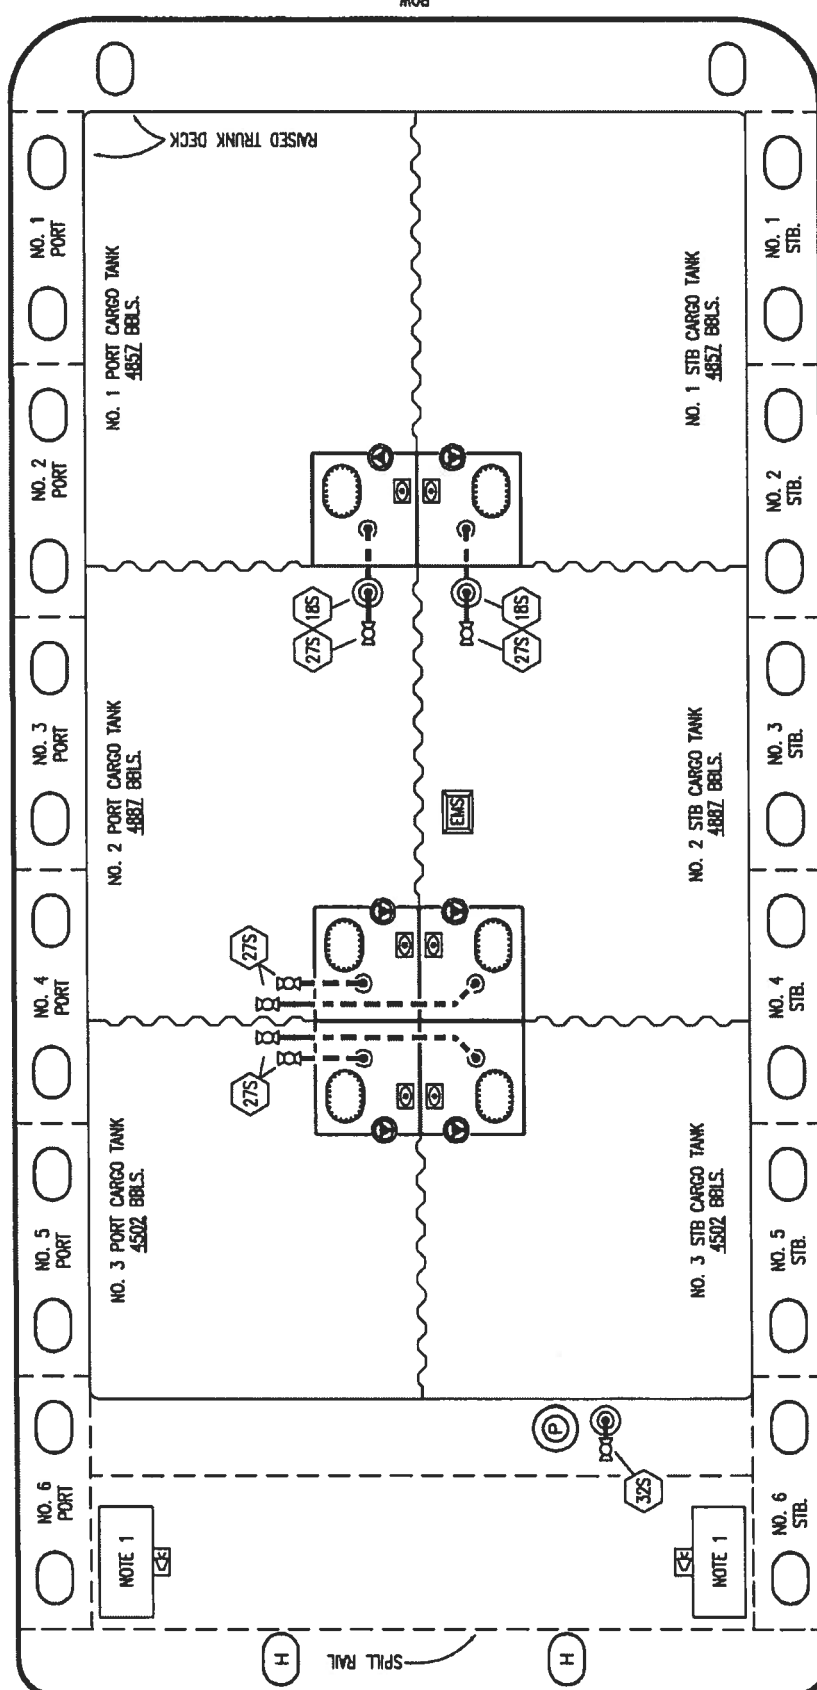 BOW
RAISED TRUNK DECK
NO. 1
PORT
NO. 1 PORT CARGO TANK
4857 BBLS.
NO. 1 STB CARGO TANK
4857 BBLS.
NO. 1
STB.
NO. 2
PORT
NO. 2
STB.
18S
27S
18S
27S
NO. 3
PORT
NO. 2 PORT CARGO TANK
4887 BBLS.
EMS
NO. 2 STB CARGO TANK
4887 BBLS.
NO. 3
STB.
NO. 4
PORT
27S
27S
NO. 4
STB.
NO. 5
PORT
NO. 3 PORT CARGO TANK
4502 BBLS.
NO. 3 STB CARGO TANK
4502 BBLS.
NO. 5
STB.
P
32S
NO. 6
PORT
NOTE 1
NOTE 1
NO. 6
STB.
H
SPILL RAIL
H